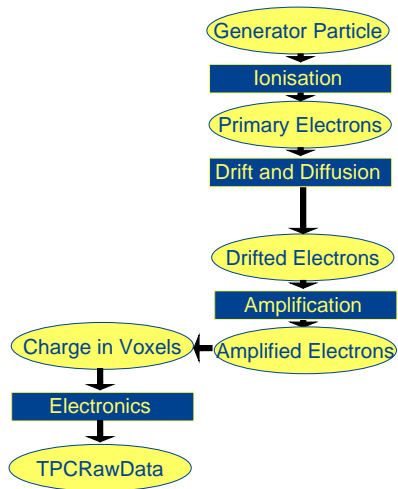 Generator Particle
Ionisation
Primary Electrons
Drift and Diffusion
Drifted Electrons
Amplification
Amplified Electrons
Charge in Voxels
Electronics
TPCRawData